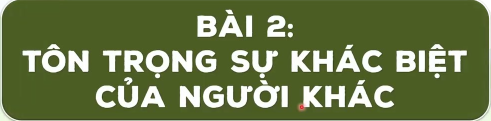 BÀI 2:
TÔN TRỌNG SỰ KHÁC BIỆT
CỦA NGƯỜI KHÁC